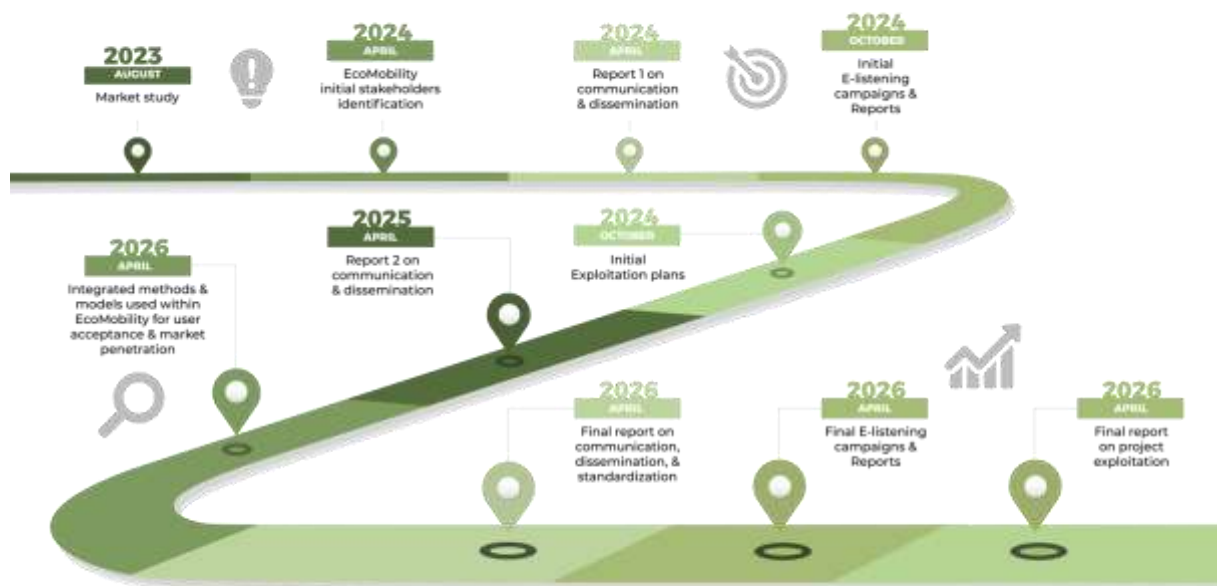 2023
AUGUST
Market study
2024
APRIL
EcoMobility
initial stakeholders
identification
2024
APRIL
Report 1 on
communication
& dissemination
2024
OCTOBER
Initial
E-listening
campaigns &
Reports
2024
OCTOBER
Initial
Exploitation plans
2025
APRIL
Report 2 on
communication
& dissemination
2026
APRIL
Integrated methods &
models used within
EcoMobility for user
acceptance & market
penetration
2026
APRIL
Final report on
communication,
dissemination, &
standardization
2026
APRIL
Final E-listening
campaigns &
Reports
2026
APRIL
Final report
on project
exploitation